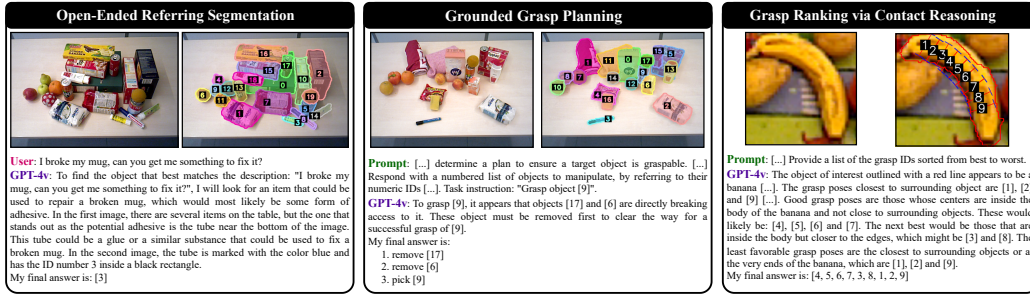 Open-Ended Referring Segmentation
User: I broke my mug, can you get me something to fix it?
GPT-4v: To find the object that best matches the description: "I broke my
mug, can you get me something to fix it?", I will look for an item that could be
used to repair a broken mug, which would most likely be some form of
adhesive. In the first image, there are several items on the table, but the one that
stands out as the potential adhesive is the tube near the bottom of the image.
This tube could be a glue or a similar substance that could be used to fix a
broken mug. In the second image, the tube is marked with the color blue and
has the ID number 3 inside a black rectangle.
My final answer is: [3]
Grounded Grasp Planning
Prompt: [...] determine a plan to ensure a target object is graspable. [...]
Respond with a numbered list of objects to manipulate, by referring to their
numeric IDs [...]. Task instruction: "Grasp object [9]".
GPT-4v: To grasp [9], it appears that objects [17] and [6] are directly breaking
access to it. These object must be removed first to clear the way for a
successful grasp of [9].
My final answer is:
1. remove [17]
2. remove [6]
3. pick [9]
Grasp Ranking via Contact Reasoning
1
2
3
4
5
6
7
8
9
Prompt: [...] Provide a list of the grasp IDs sorted from best to worst.
GPT-4v: The object of interest outlined with a red line appears to be a
banana [...]. The grasp poses closest to surrounding object are [1], [2]
and [9] [...]. Good grasp poses are those whose centers are inside the
body of the banana and not close to surrounding objects. These would
likely be: [4], [5], [6] and [7]. The next best would be those that are
inside the body but closer to the edges, which might be [3] and [8]. The
least favorable grasp poses are the closest to surrounding objects or at
the very ends of the banana, which are [1], [2] and [9].
My final answer is: [4, 5, 6, 7, 3, 8, 1, 2, 9]